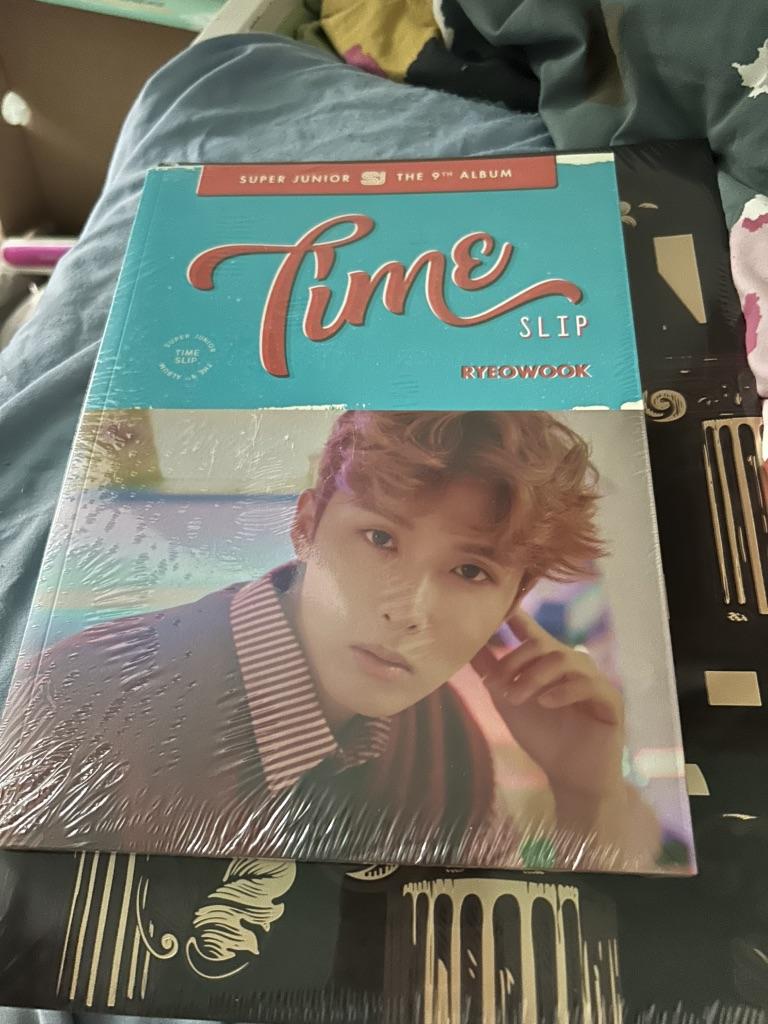 SUPER JUNIOR SJ THE 9TH ALBUM
Time
SLIP
RYEOWOOK
SUPER JUNIOR
TIME
SLIP
THE 9TH ALBUM